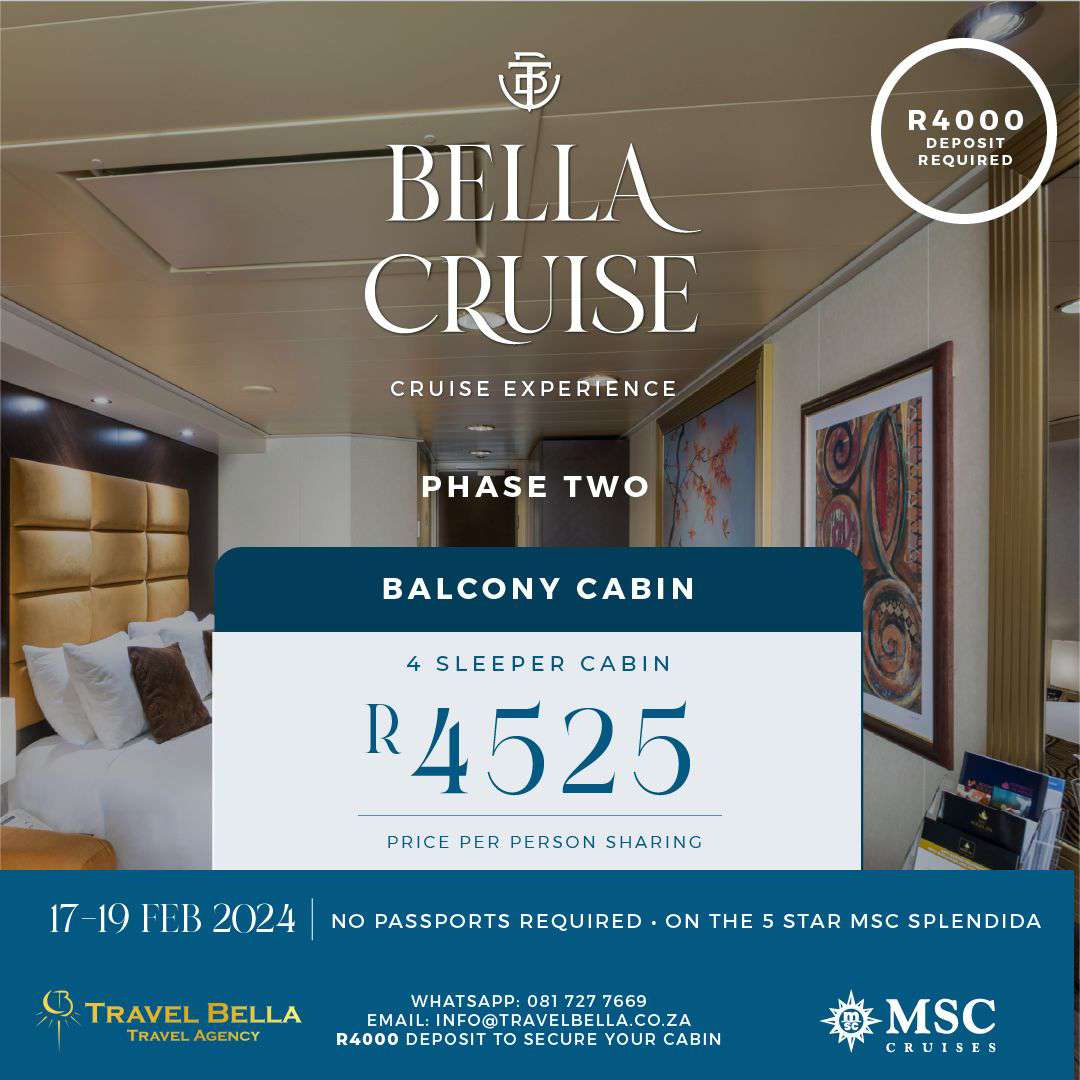 R4000
DEPOSIT
REQUIRED
BELLA
CRUISE
CRUISE EXPERIENCE
PHASE TWO
BALCONY CABIN
4 SLEEPER CABIN
R4525
PRICE PER PERSON SHARING
17-19 FEB 2024 | NO PASSPORTS REQUIRED • ON THE 5 STAR MSC SPLENDIDA
TRAVEL BELLA
TRAVEL AGENCY
WHATSAPP: 081 727 7669
EMAIL: INFO@TRAVELBELLA.CO.ZA
R4000 DEPOSIT TO SECURE YOUR CABIN
msc
MSC
CRUISES